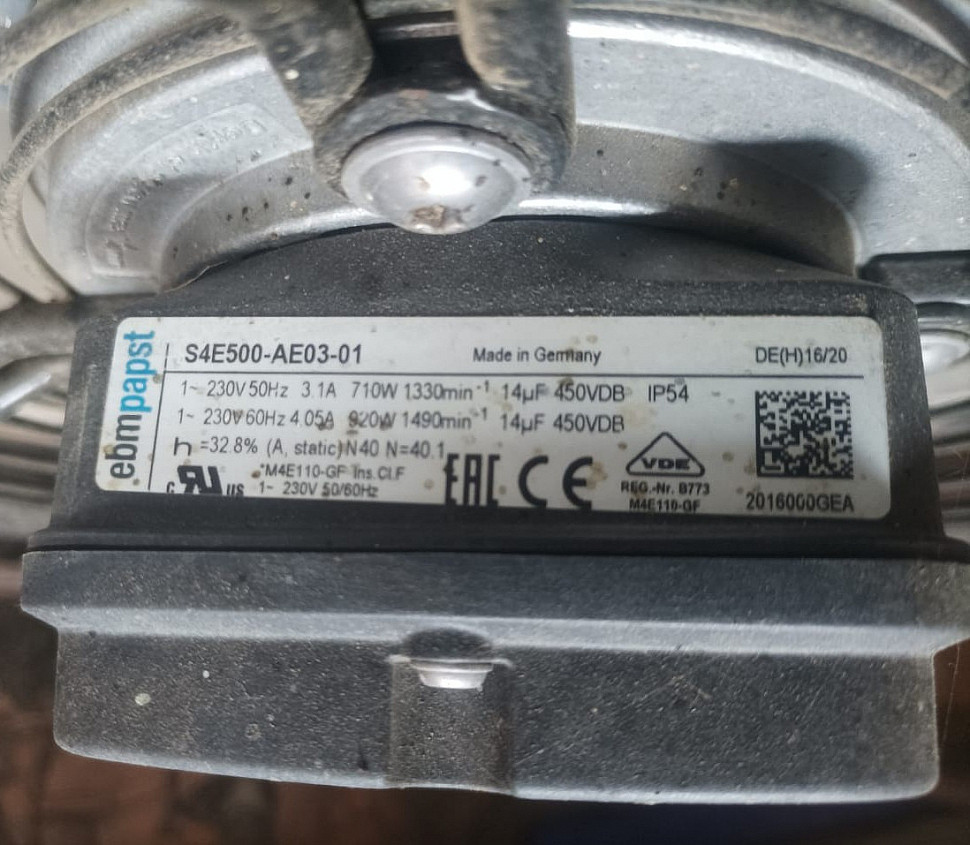 ebmpapst
S4E500-AE03-01 Made in Germany DE(H)16/20
1~ 230V 50Hz 3.1A 710W 1330min⁻¹ 14µF 450VDB IP54
1~ 230V 60Hz 4.05A 920W 1490min⁻¹ 14µF 450VDB
η =32.8% (A, static) N40 N=40.1
*M4E110-GF Ins.Cl.F
1~ 230V 50/60Hz
c RU us
EAC CE
VDE
REG.-Nr. B773
M4E110-GF
2016000GEA